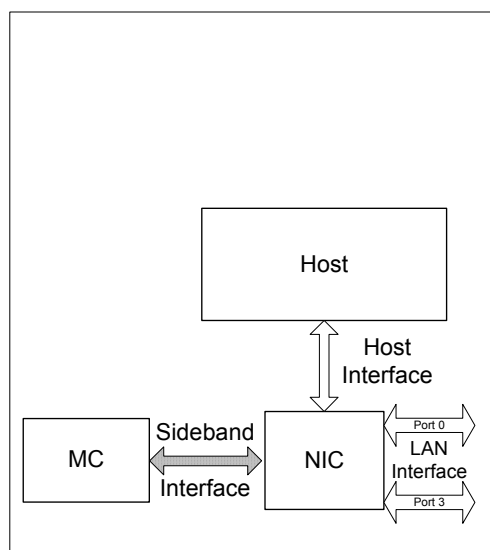 Host
Host
Interface
Sideband
Interface
MC
NIC
Port 0
LAN
Interface
Port 3